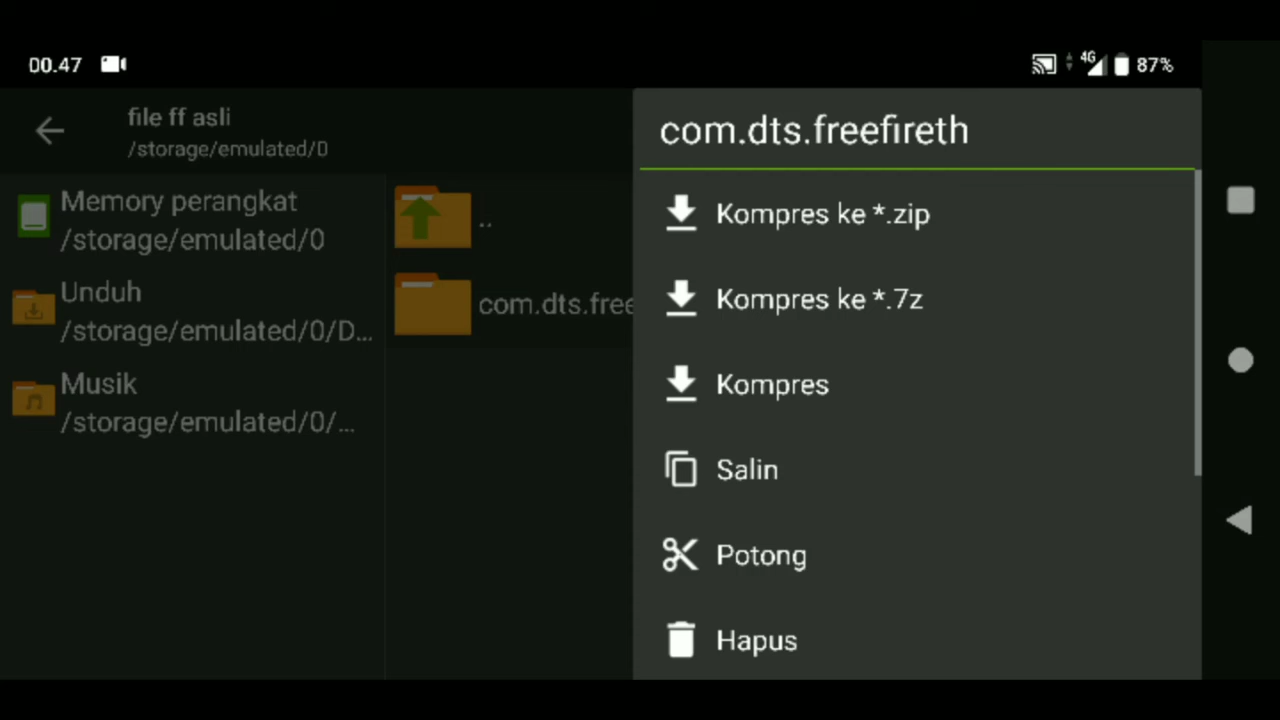 00.47
4G 87%
file ff asli
/storage/emulated/0
Memory perangkat
/storage/emulated/0
Unduh
/storage/emulated/0/D...
Musik
/storage/emulated/0/...
..
com.dts.free
com.dts.freefireth
Kompres ke *.zip
Kompres ke *.7z
Kompres
Salin
Potong
Hapus